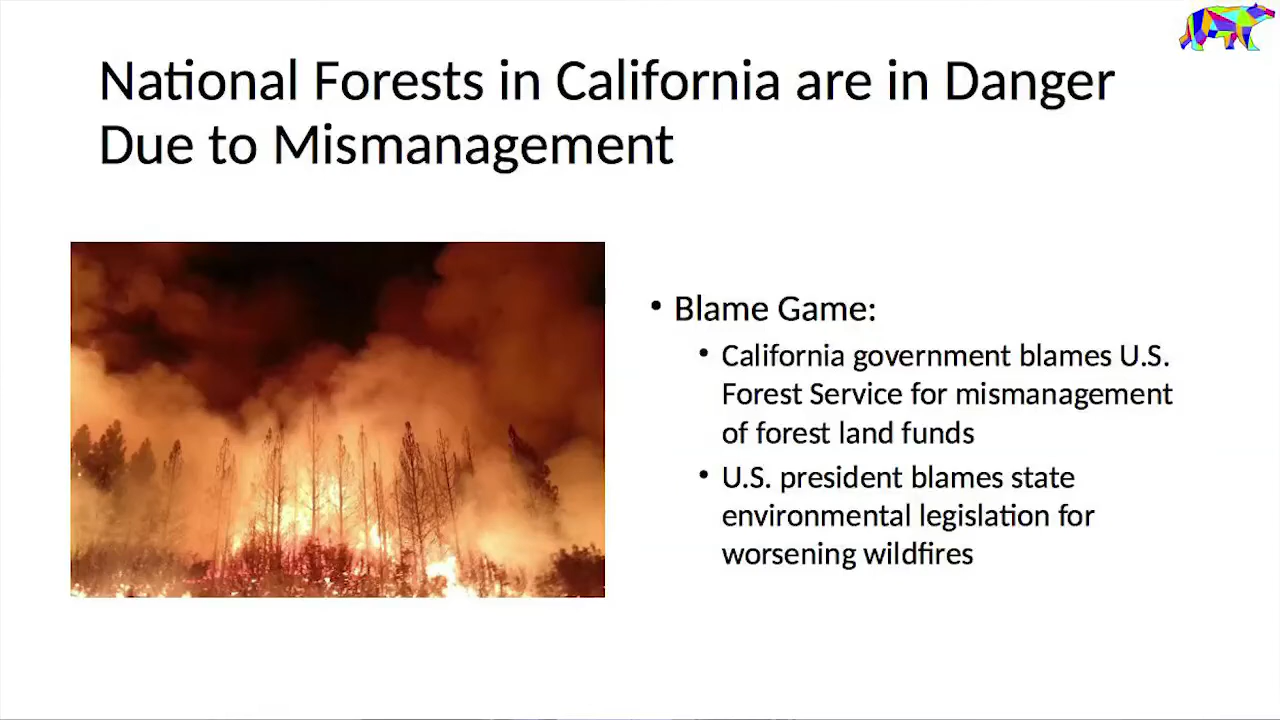 National Forests in California are in Danger
Due to Mismanagement
• Blame Game:
• California government blames U.S.
Forest Service for mismanagement
of forest land funds
• U.S. president blames state
environmental legislation for
worsening wildfires